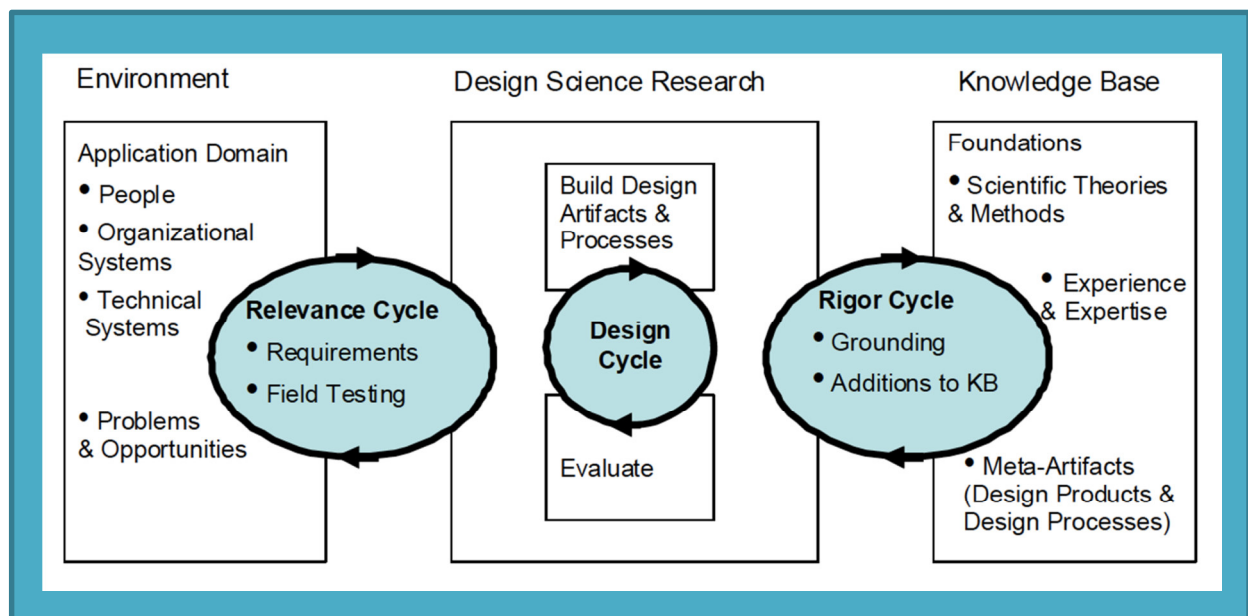 Environment
Design Science Research
Knowledge Base
Application Domain
• People
• Organizational
Systems
• Technical
Systems
• Problems
& Opportunities
Relevance Cycle
• Requirements
• Field Testing
Build Design
Artifacts &
Processes
Design
Cycle
Evaluate
Rigor Cycle
• Grounding
• Additions to KB
Foundations
• Scientific Theories
& Methods
• Experience
& Expertise
• Meta-Artifacts
(Design Products &
Design Processes)